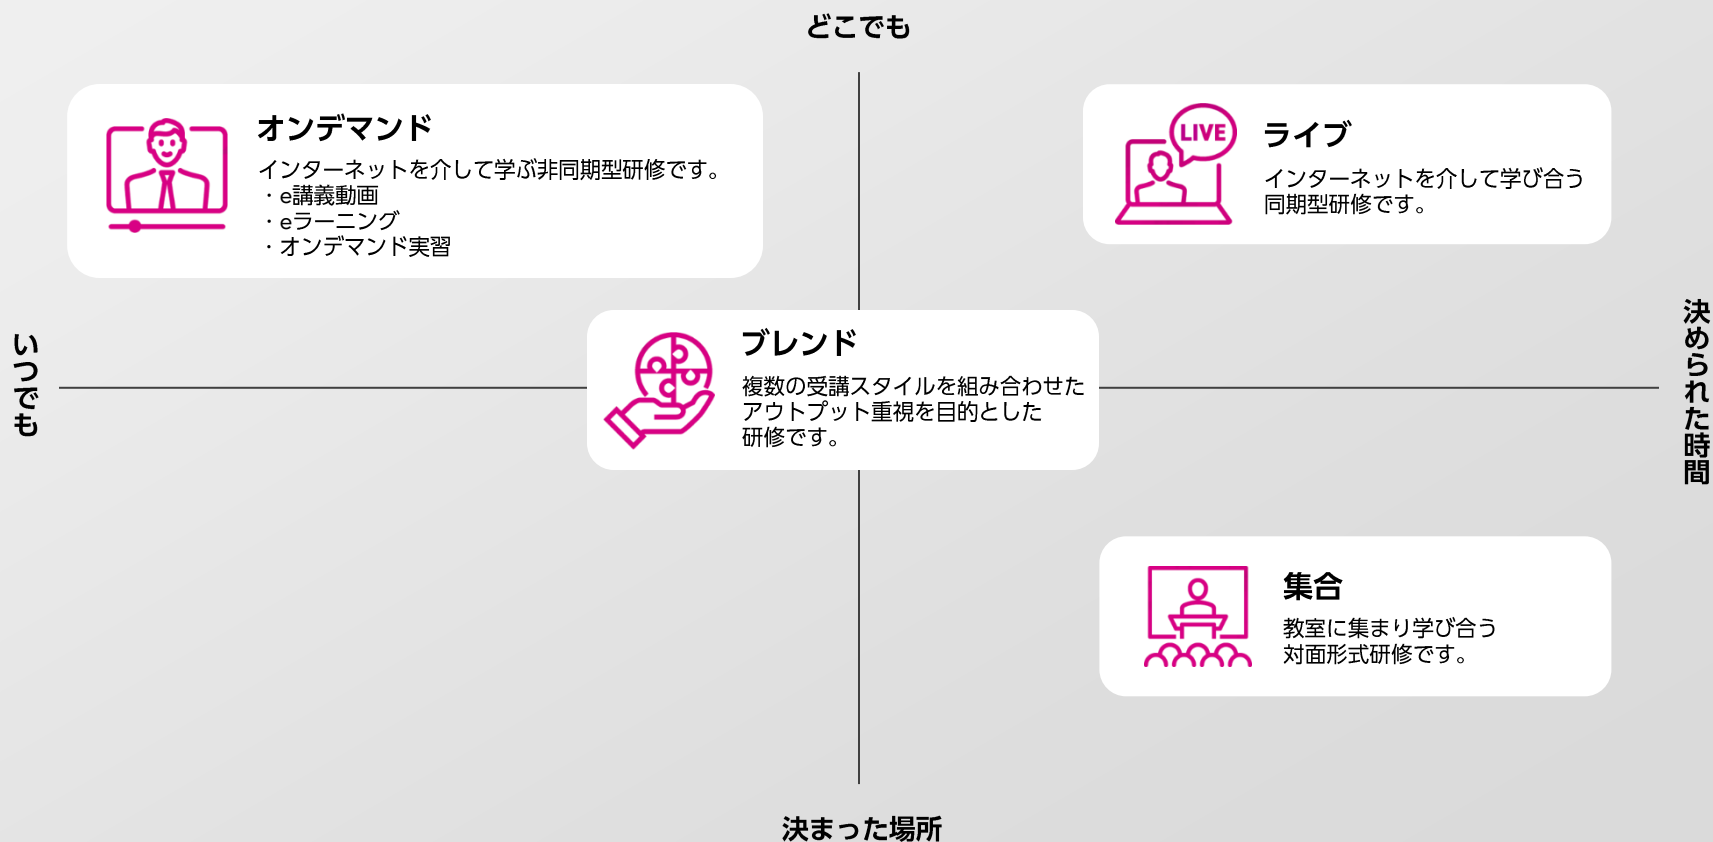 どこでも
オンデマンド
インターネットを介して学ぶ非同期型研修です。
・e講義動画
・eラーニング
・オンデマンド実習
LIVE
ライブ
インターネットを介して学び合う
同期型研修です。
いつでも
ブレンド
複数の受講スタイルを組み合わせた
アウトプット重視を目的とした
研修です。
決められた時間
集合
教室に集まり学び合う
対面形式研修です。
決まった場所